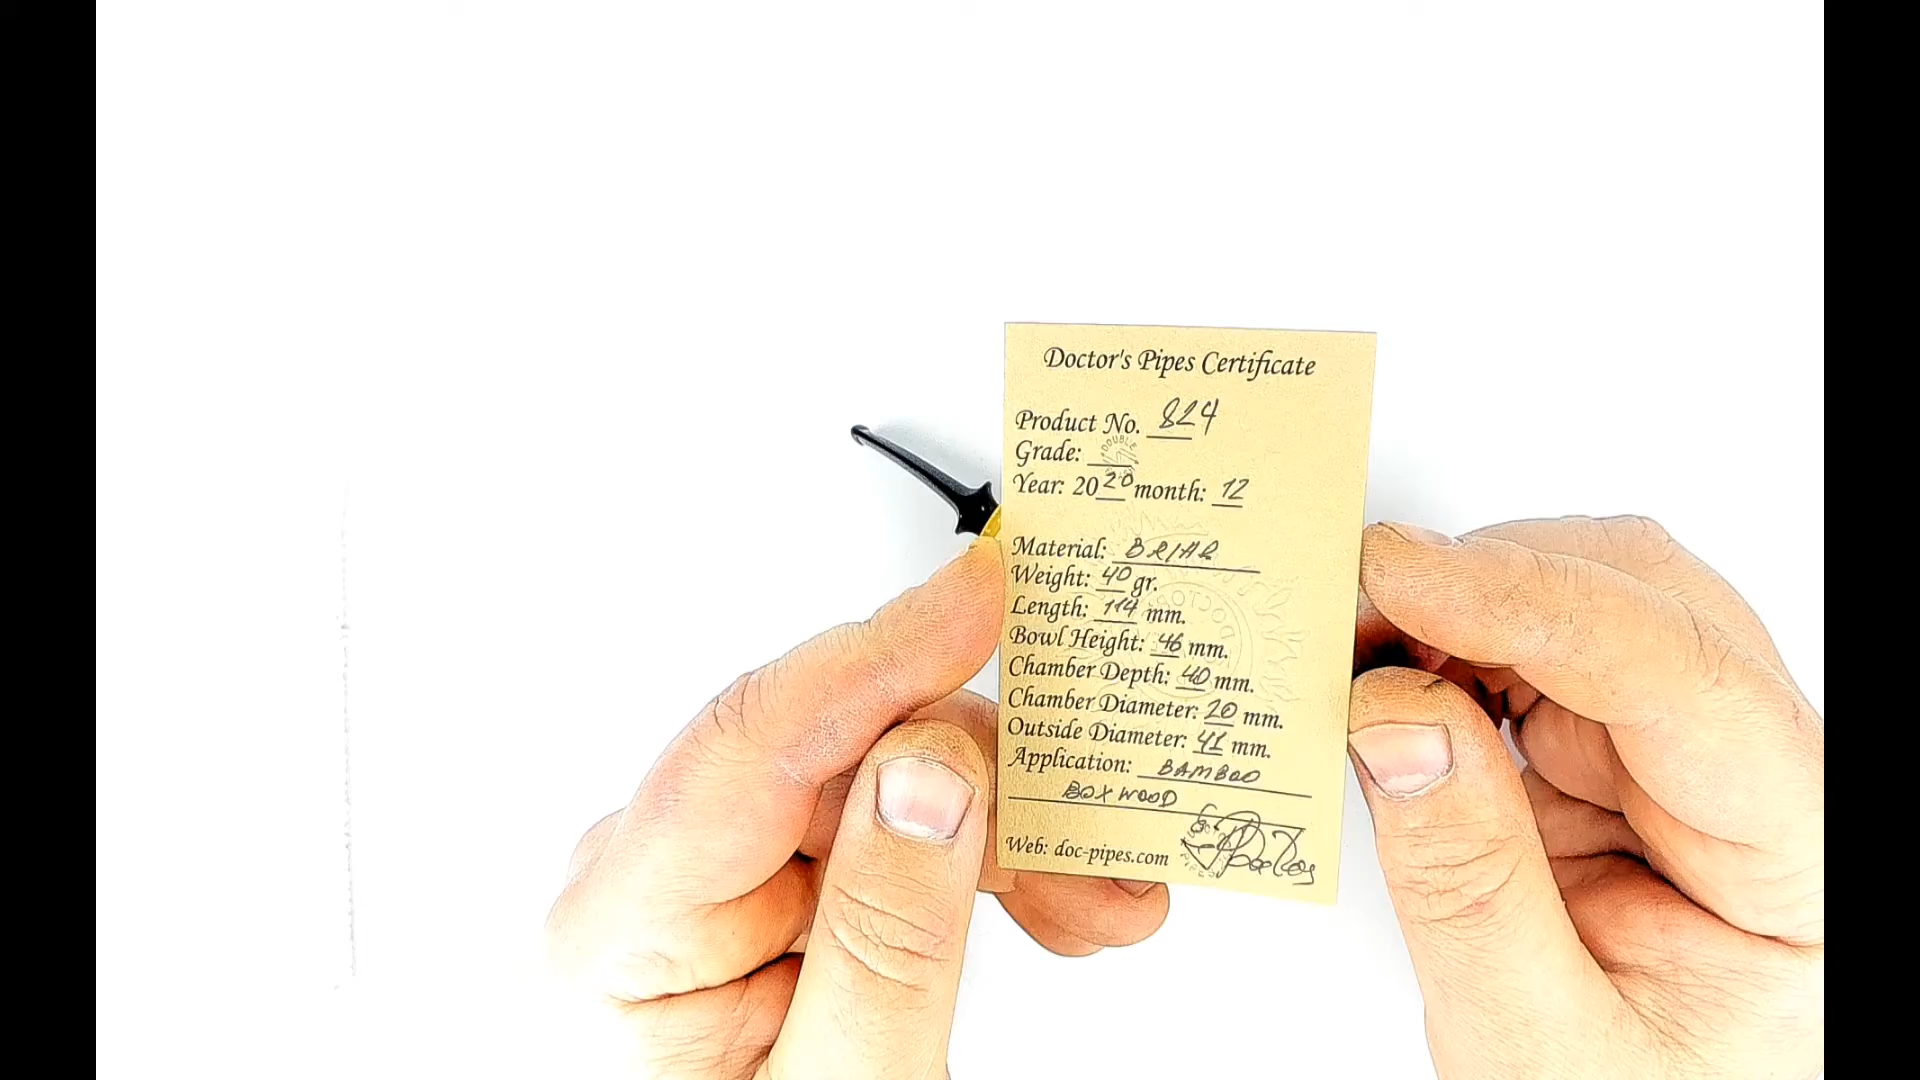 Doctor's Pipes Certificate
Product No. 824
Grade: DOUBLE
Year: 2020 month: 12
Material: BRIAR
Weight: 40 gr.
Length: 114 mm.
Bowl Height: 46 mm.
Chamber Depth: 40 mm.
Chamber Diameter: 20 mm.
Outside Diameter: 41 mm.
Application: BAMBOO
BOXWOOD
Web: doc-pipes.com